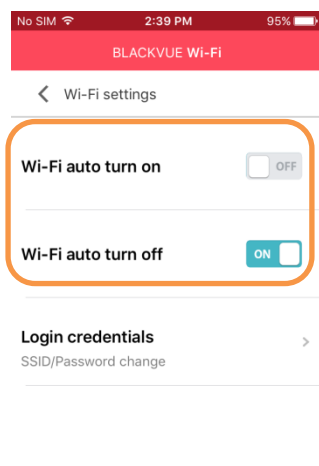 No SIM 2:39 PM 95%
BLACKVUE Wi-Fi
Wi-Fi settings
Wi-Fi auto turn on OFF
Wi-Fi auto turn off ON
Login credentials
SSID/Password change